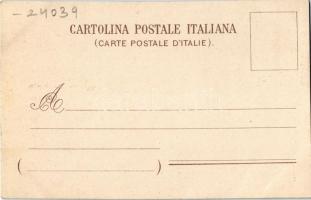 - 24039
CARTOLINA POSTALE ITALIANA
(CARTE POSTALE D'ITALIE).
A
( )